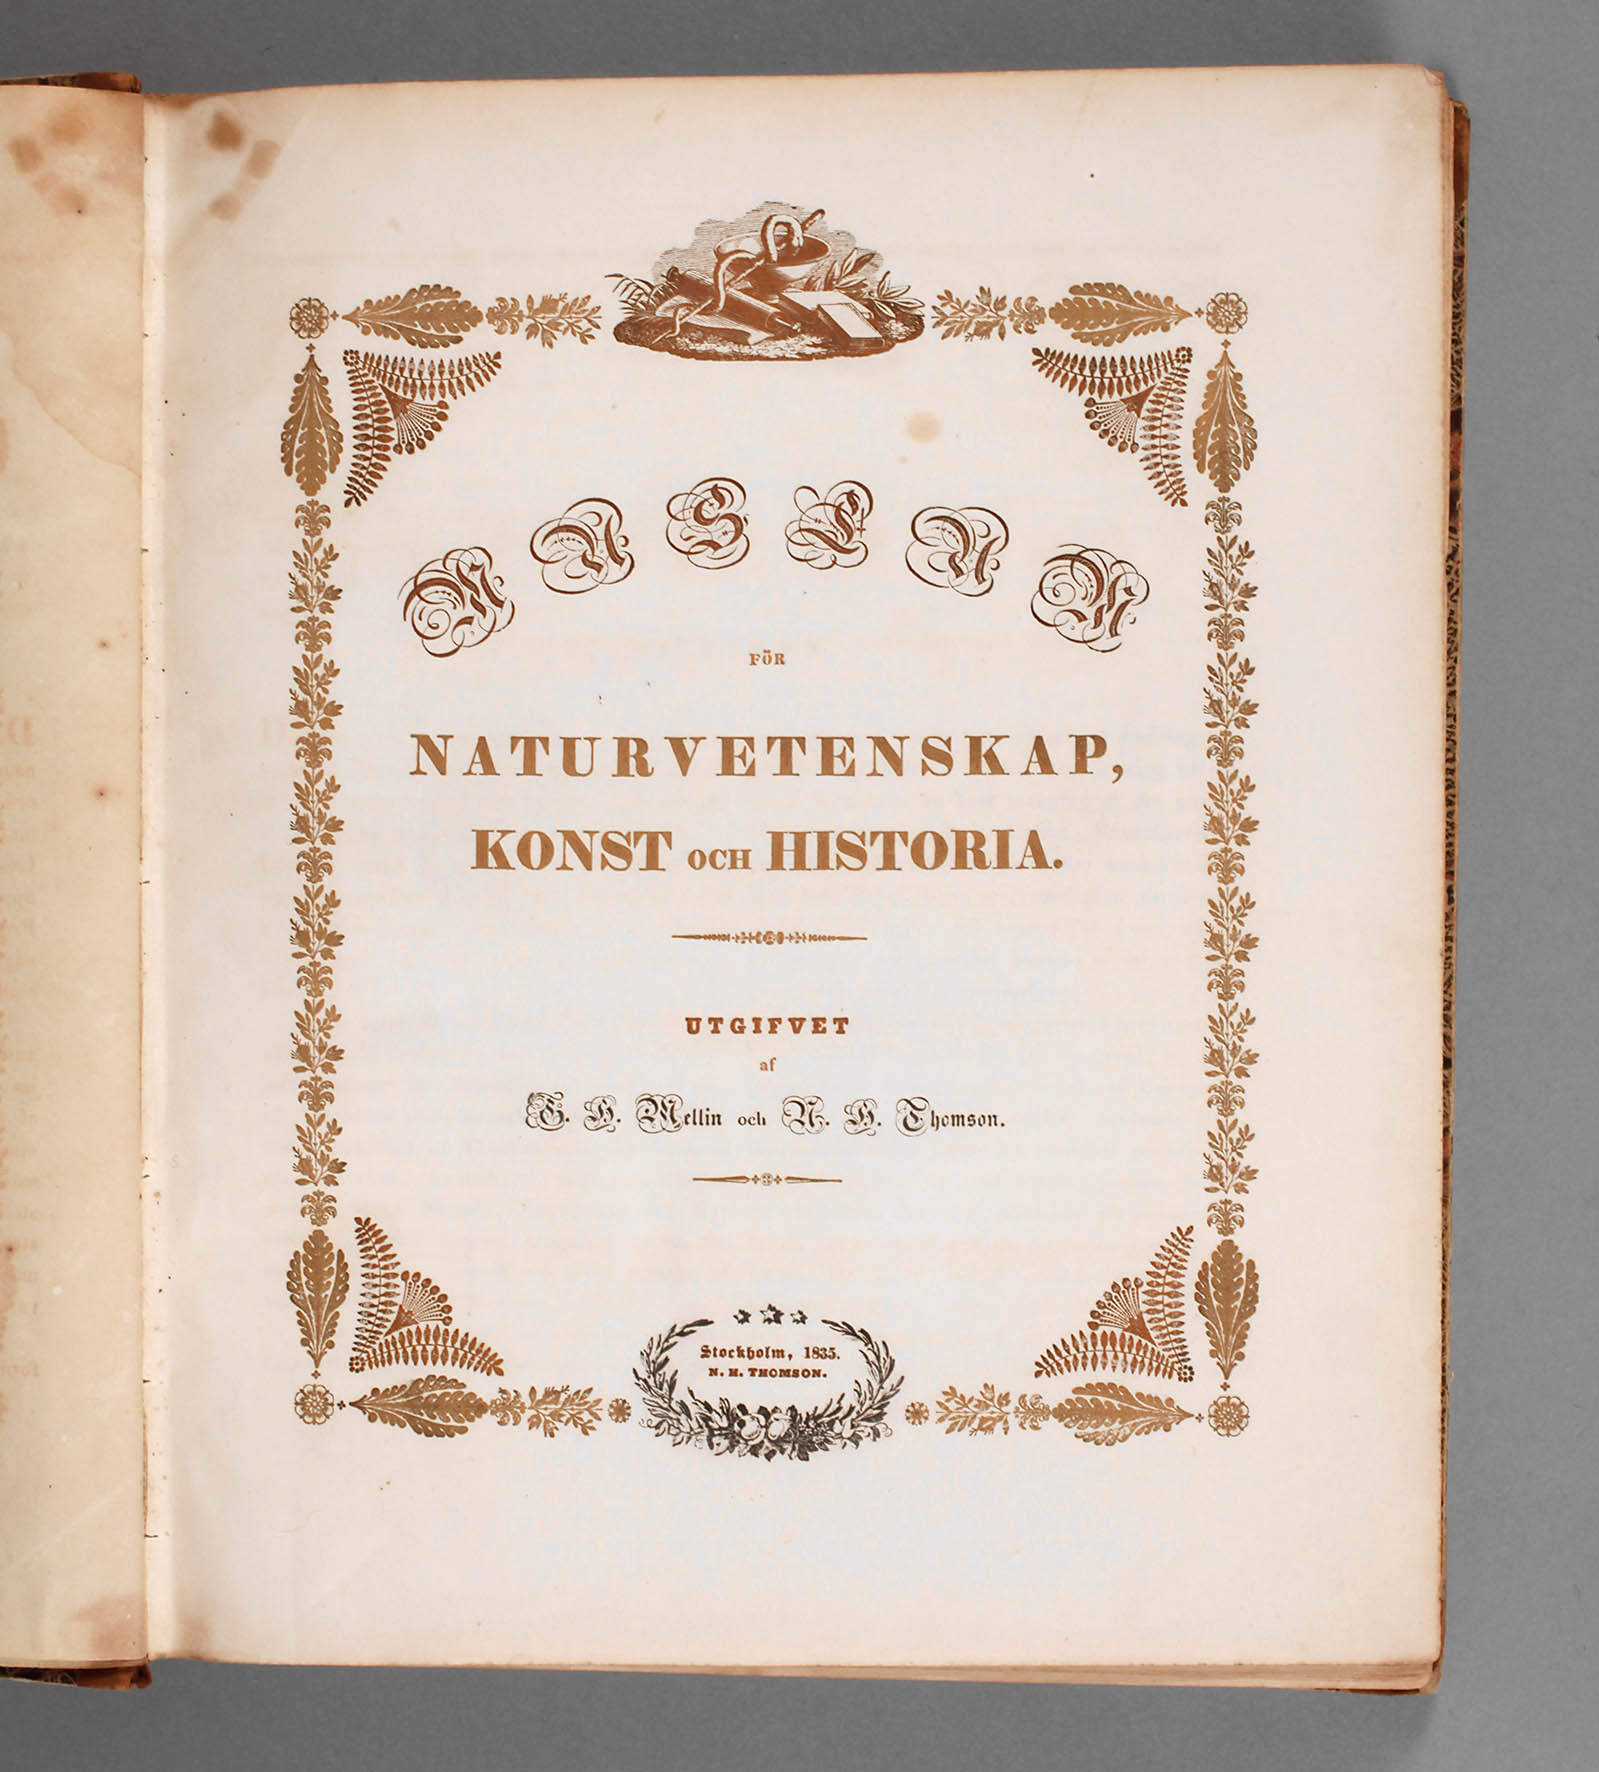 MUSEUM
FÖR
NATURVETENSKAP,
KONST OCH HISTORIA.
UTGIFVET
af
G. H. Mellin och N. H. Thomson.
Stockholm, 1835.
N. H. THOMSON.